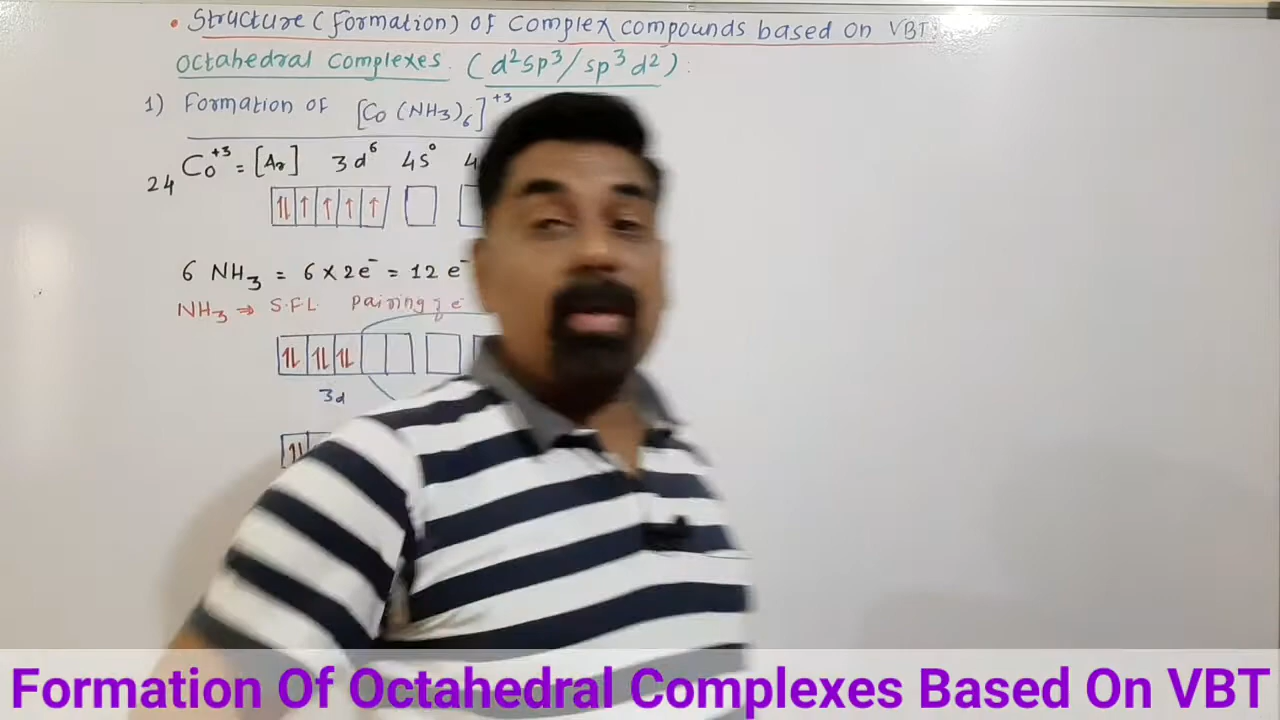 • Structure (formation) of complex compounds based on VBT:
octahedral complexes. (d²sp³/sp³d²):
1) Formation of [Co(NH3)₆]⁺³
Co⁺³ = [Ar] 3d⁶ 4s⁰ 4
24
6 NH₃ = 6 × 2e⁻ = 12 e⁻
NH₃ ⇒ S.F.L Pairing of e
3d
Formation Of Octahedral Complexes Based On VBT